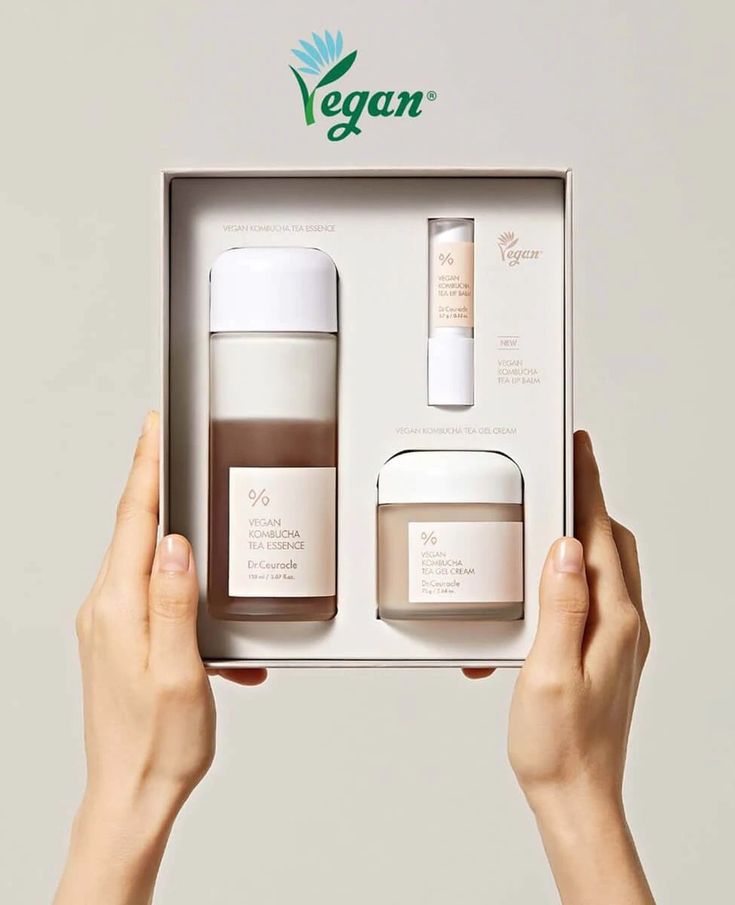 Vegan®
VEGAN KOMBUCHA TEA ESSENCE
%
VEGAN
KOMBUCHA
TEA LIP BALM
Dr.Ceuracle
Vegan
NEW
VEGAN
KOMBUCHA
TEA LIP BALM
VEGAN KOMBUCHA TEA GEL CREAM
%
VEGAN
KOMBUCHA
TEA ESSENCE
Dr.Ceuracle
150 ml / 5.07 fl.oz.
%
VEGAN
KOMBUCHA
TEA GEL CREAM
Dr.Ceuracle